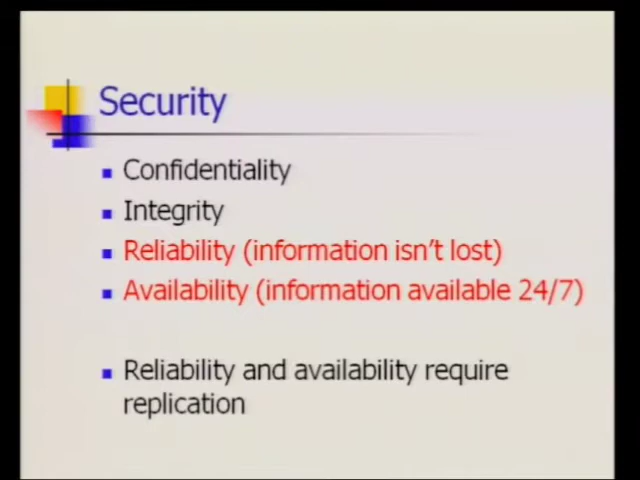 Security
Confidentiality
Integrity
Reliability (information isn't lost)
Availability (information available 24/7)
Reliability and availability require
replication